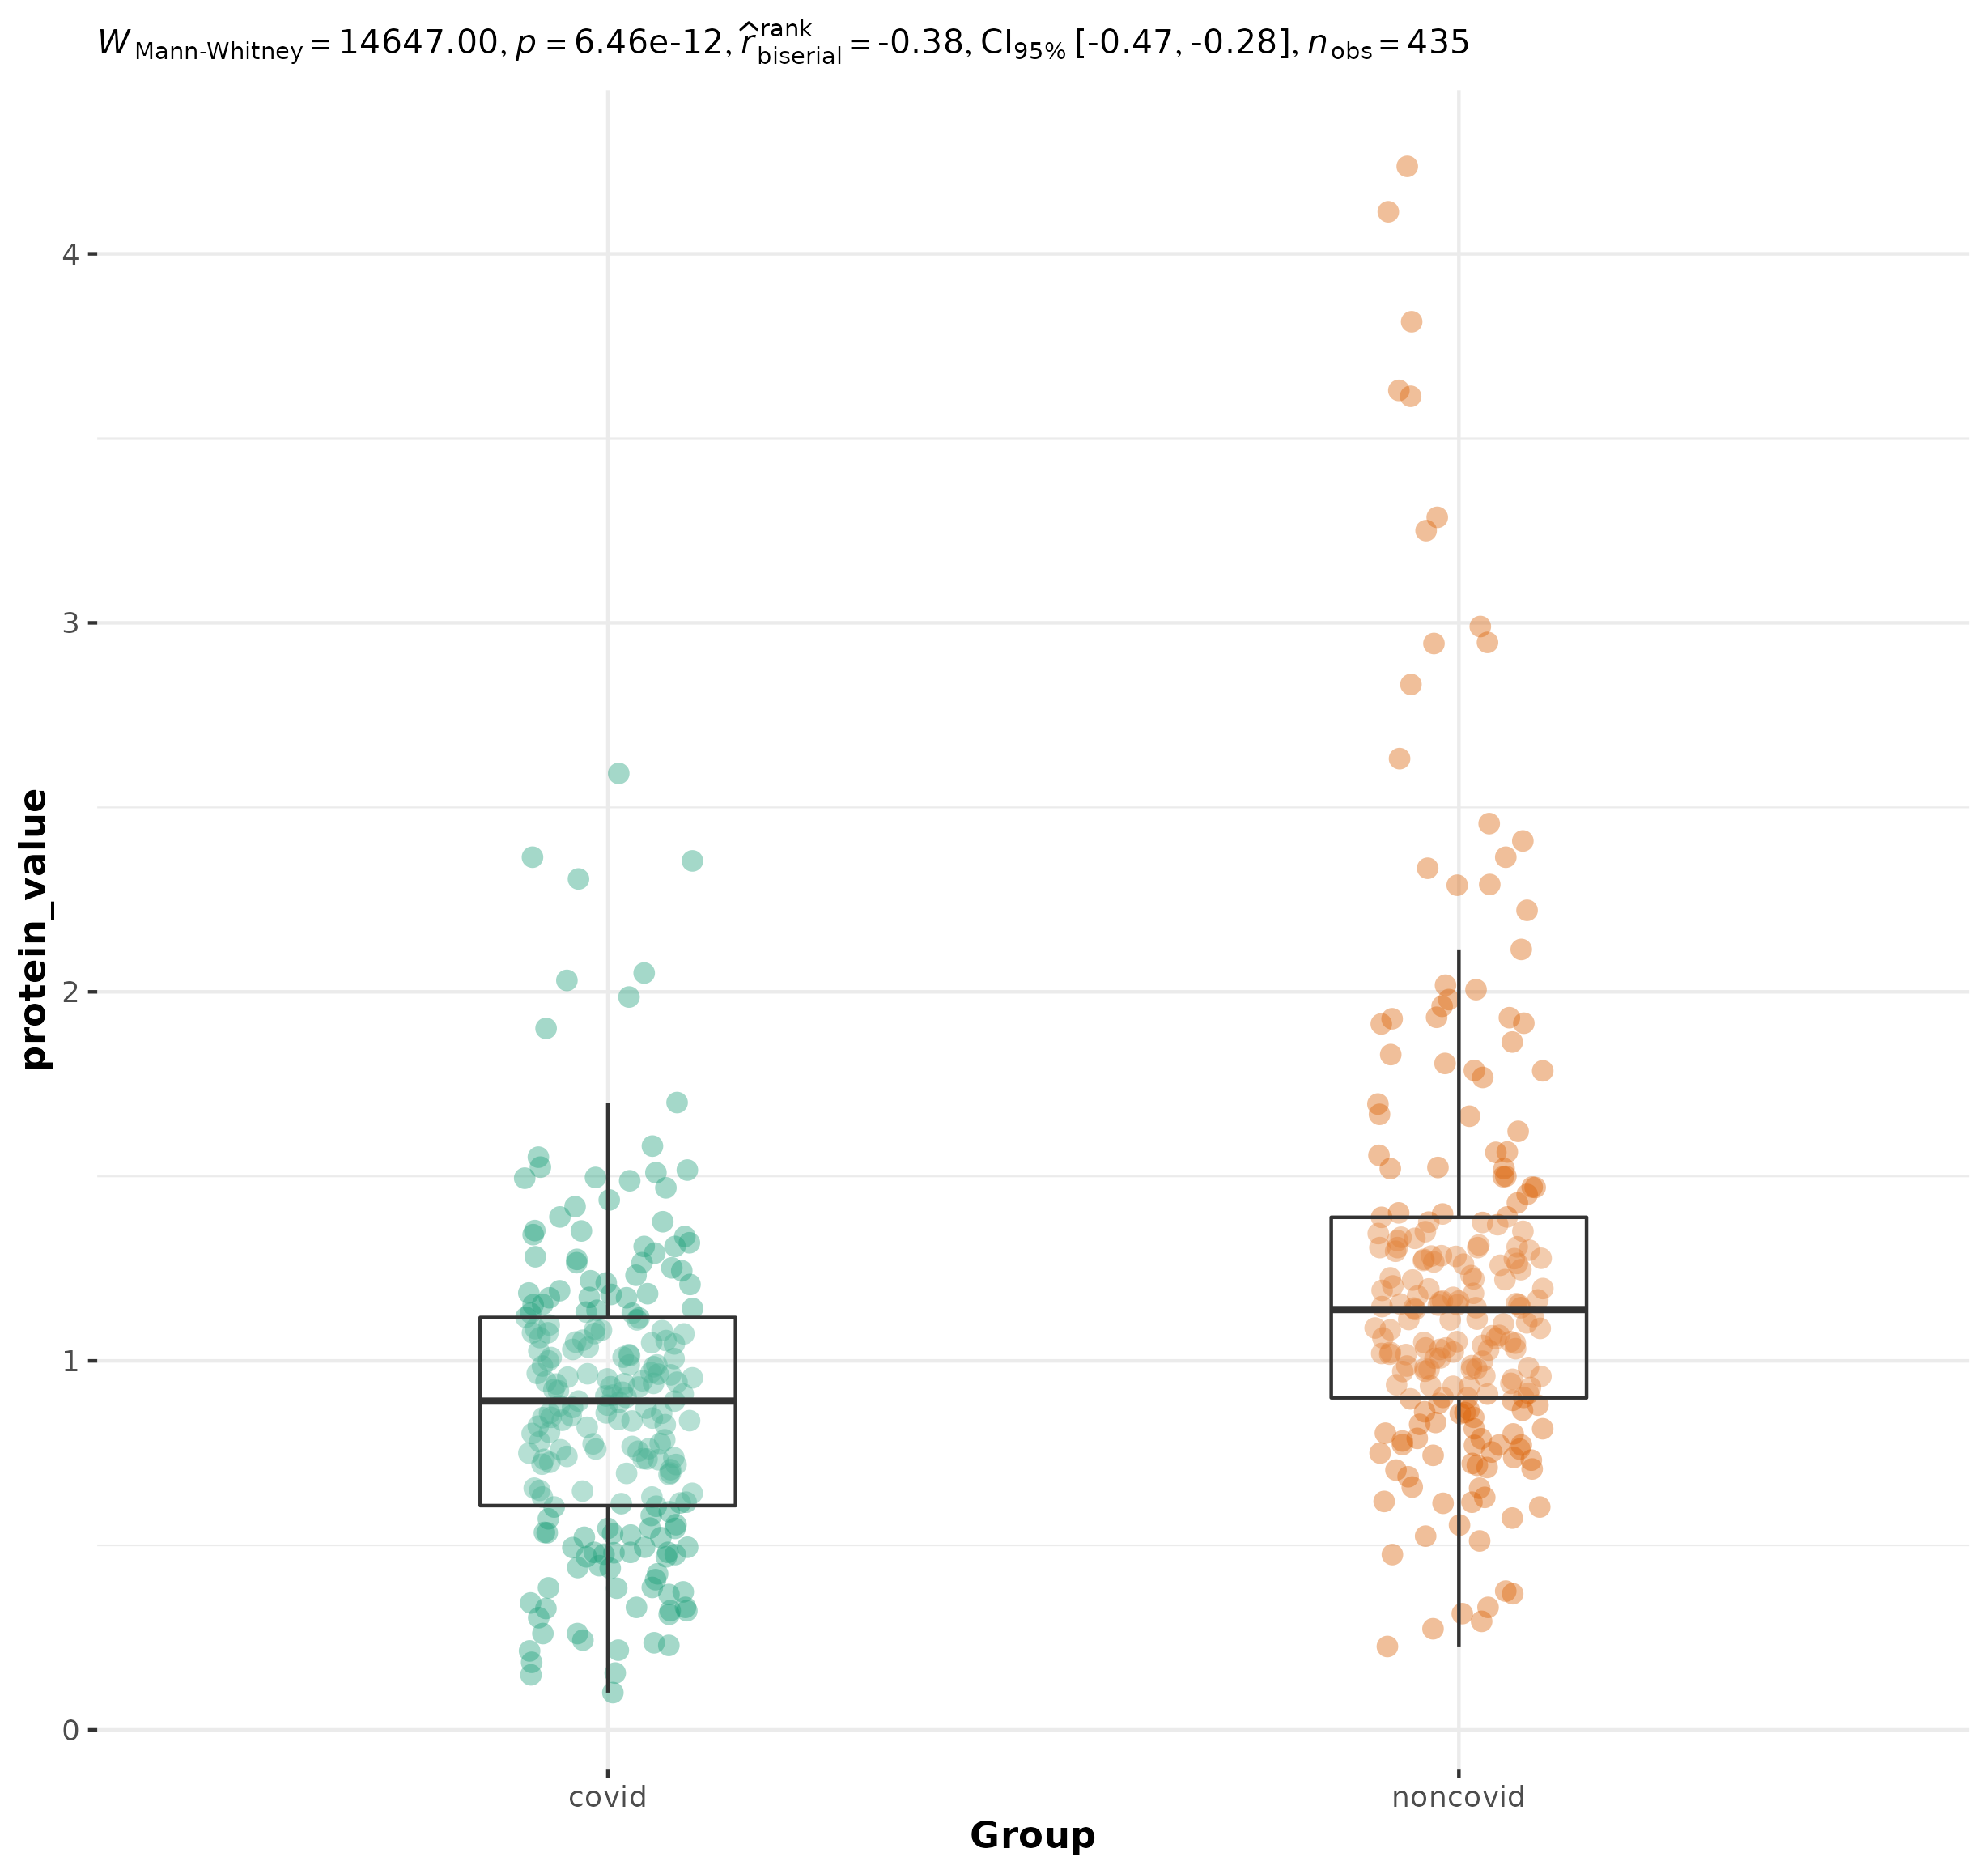 W Mann-Whitney = 14647.00, p = 6.46e-12, r̂ rank biserial = -0.38, CI95% [-0.47, -0.28], n obs = 435
4
3
2
1
0
protein_value
covid
noncovid
Group